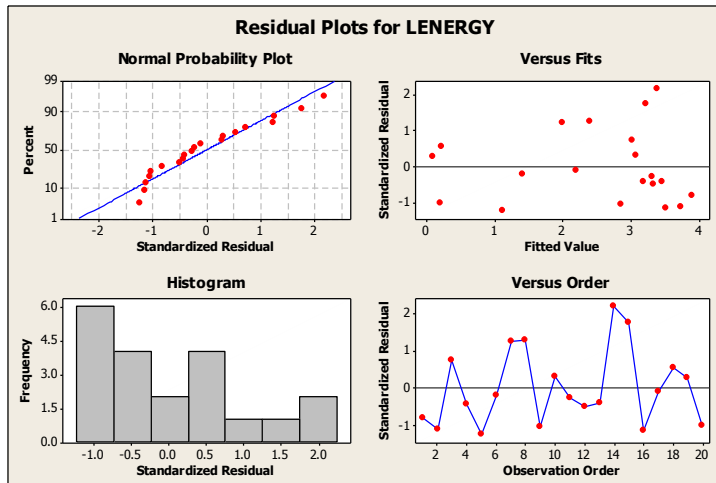 Residual Plots for LENERGY
Normal Probability Plot
99
90
50
10
1
Percent
-2 -1 0 1 2
Standardized Residual
Versus Fits
2
1
0
-1
Standardized Residual
0 1 2 3 4
Fitted Value
Histogram
6.0
4.5
3.0
1.5
0.0
Frequency
-1.0 -0.5 0.0 0.5 1.0 1.5 2.0
Standardized Residual
Versus Order
2
1
0
-1
Standardized Residual
2 4 6 8 10 12 14 16 18 20
Observation Order